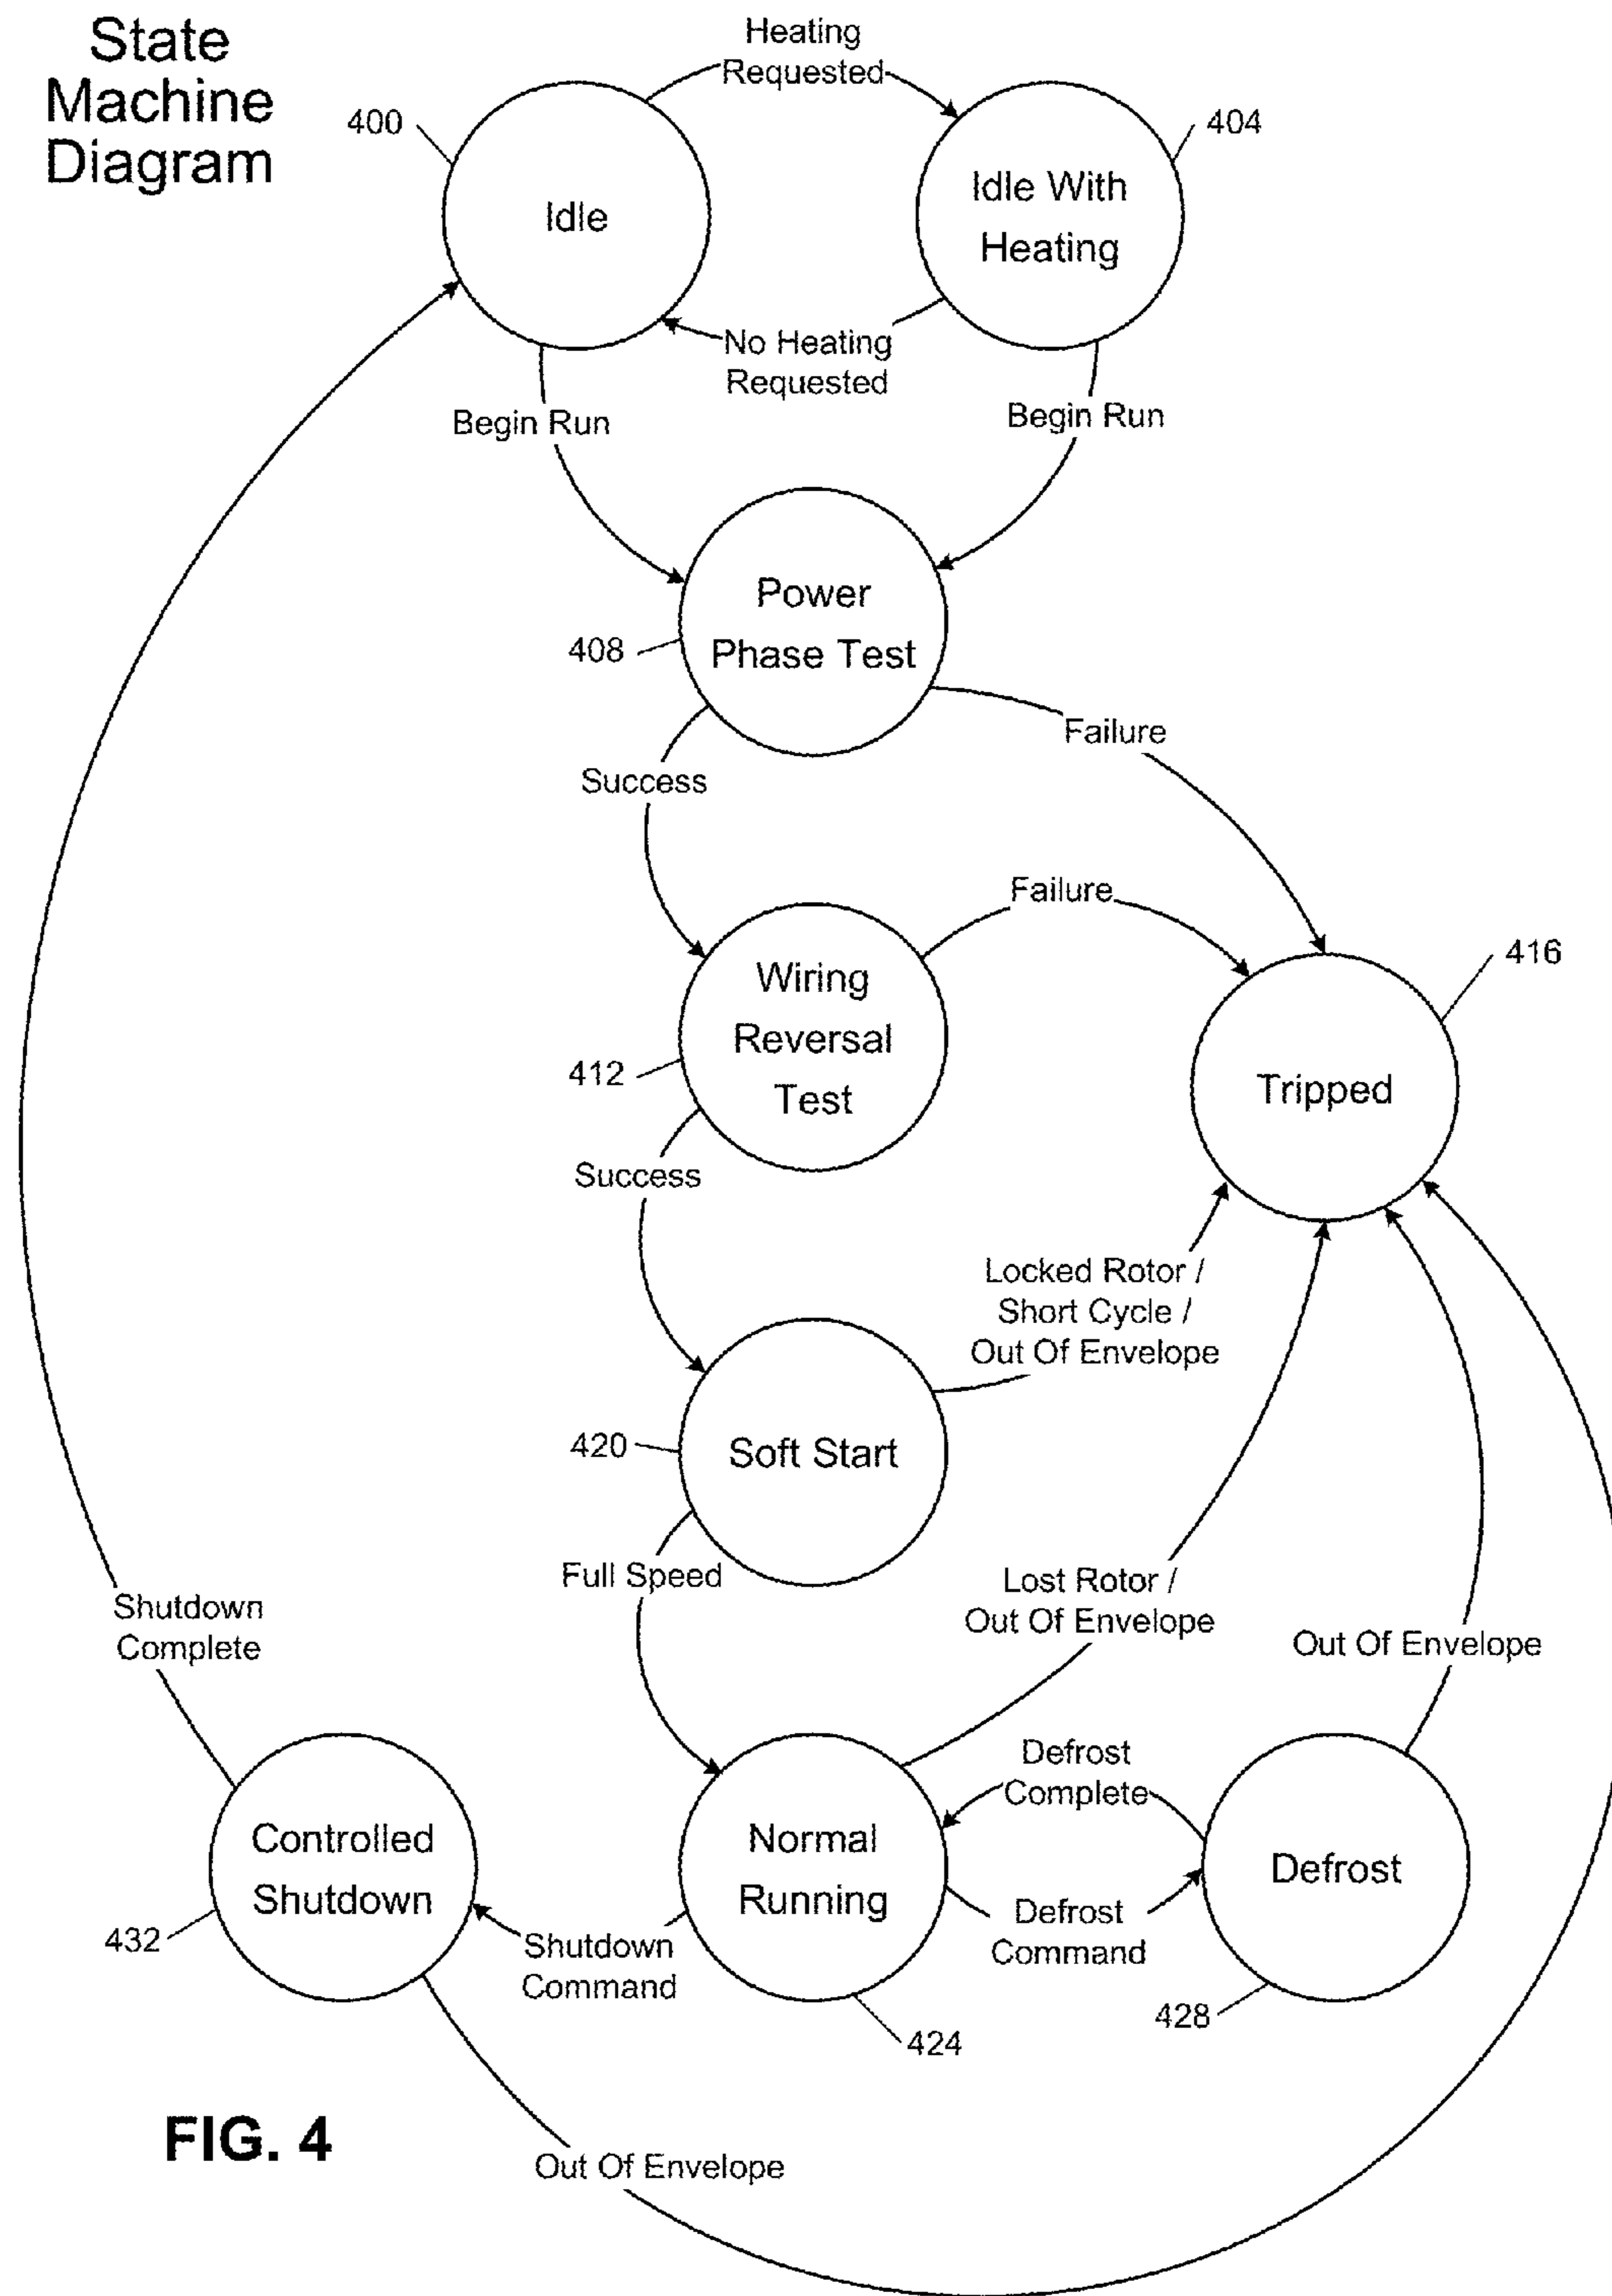 State
Machine
Diagram
Heating
Requested
400
404
Idle
Idle With
Heating
No Heating
Requested
Begin Run
Begin Run
Power
Phase Test
408
Failure
Success
Failure
416
Wiring
Reversal
Test
412
Tripped
Success
Locked Rotor /
Short Cycle /
Out Of Envelope
420
Soft Start
Full Speed
Lost Rotor /
Out Of Envelope
Shutdown
Complete
Out Of Envelope
Defrost
Complete
Controlled
Shutdown
Normal
Running
Defrost
432
Shutdown
Command
Defrost
Command
428
424
FIG. 4
Out Of Envelope